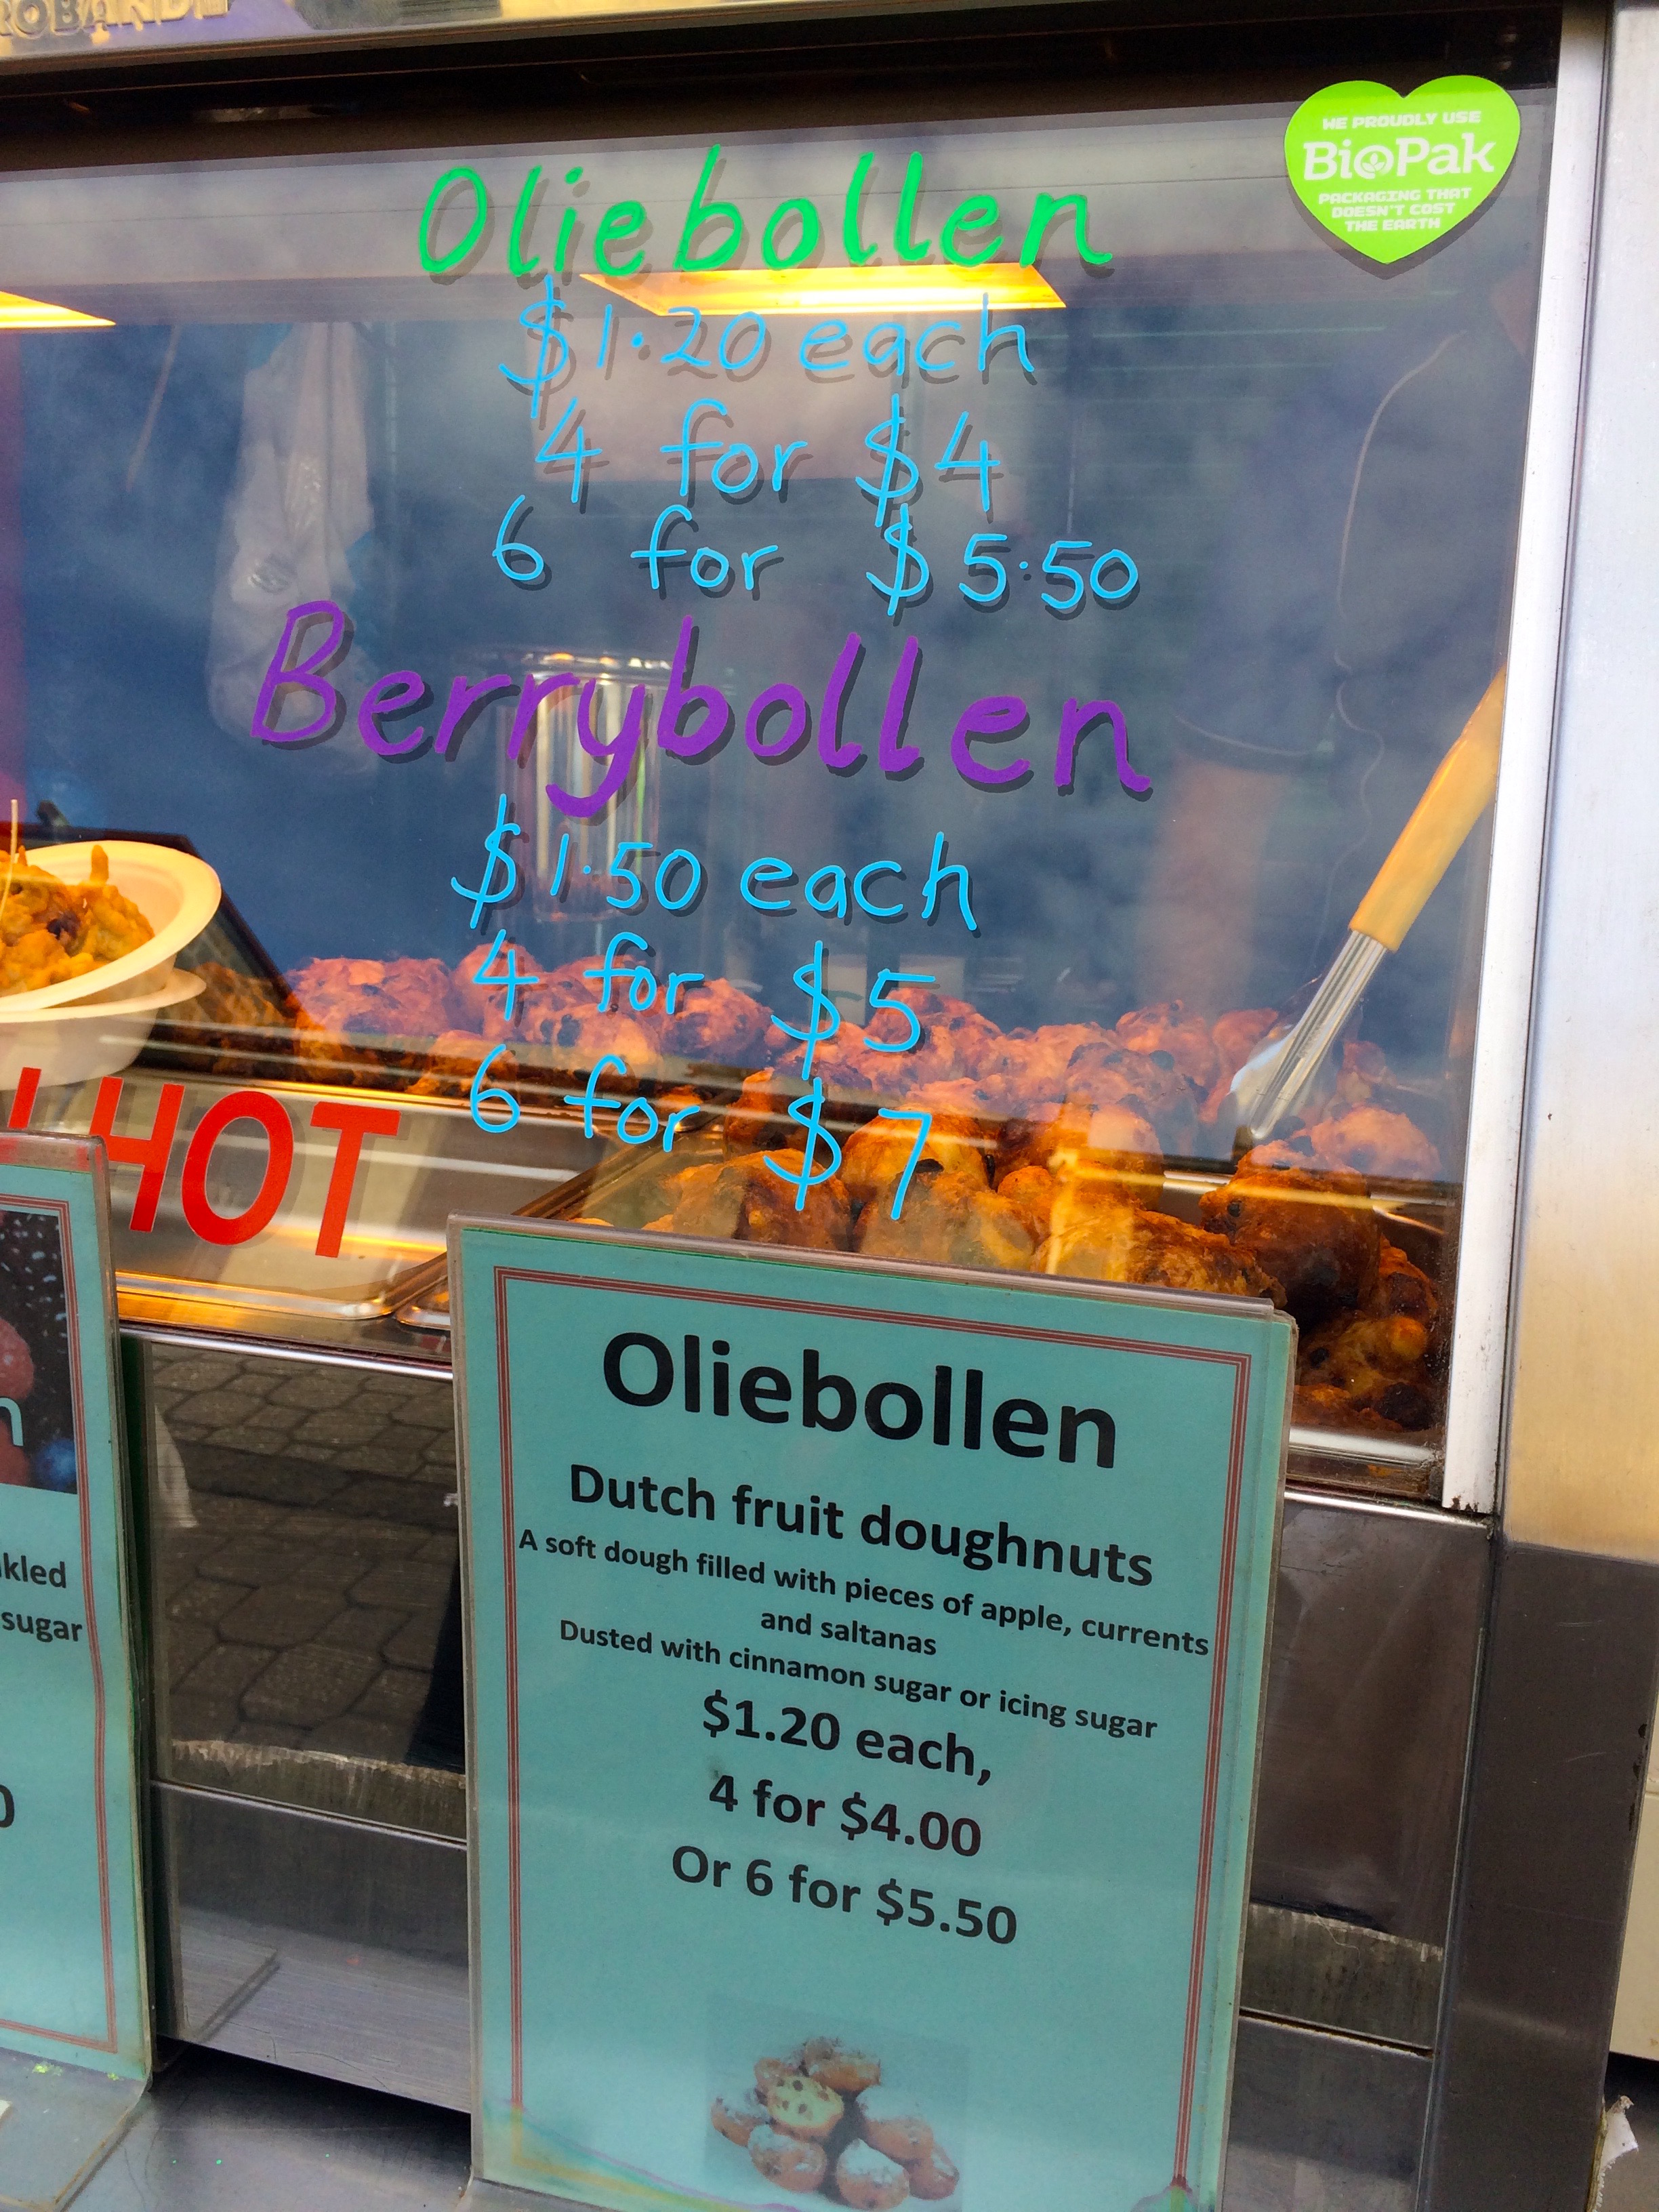 WE PROUDLY USE
BioPak
PACKAGING THAT
DOESN'T COST
THE EARTH
Oliebollen
$1.20 each
4 for $4
6 for $5.50
Berrybollen
$1.50 each
4 for $5
6 for $7
HOT
sugar
Oliebollen
Dutch fruit doughnuts
A soft dough filled with pieces of apple, currents
and saltanas
Dusted with cinnamon sugar or icing sugar
$1.20 each,
4 for $4.00
Or 6 for $5.50